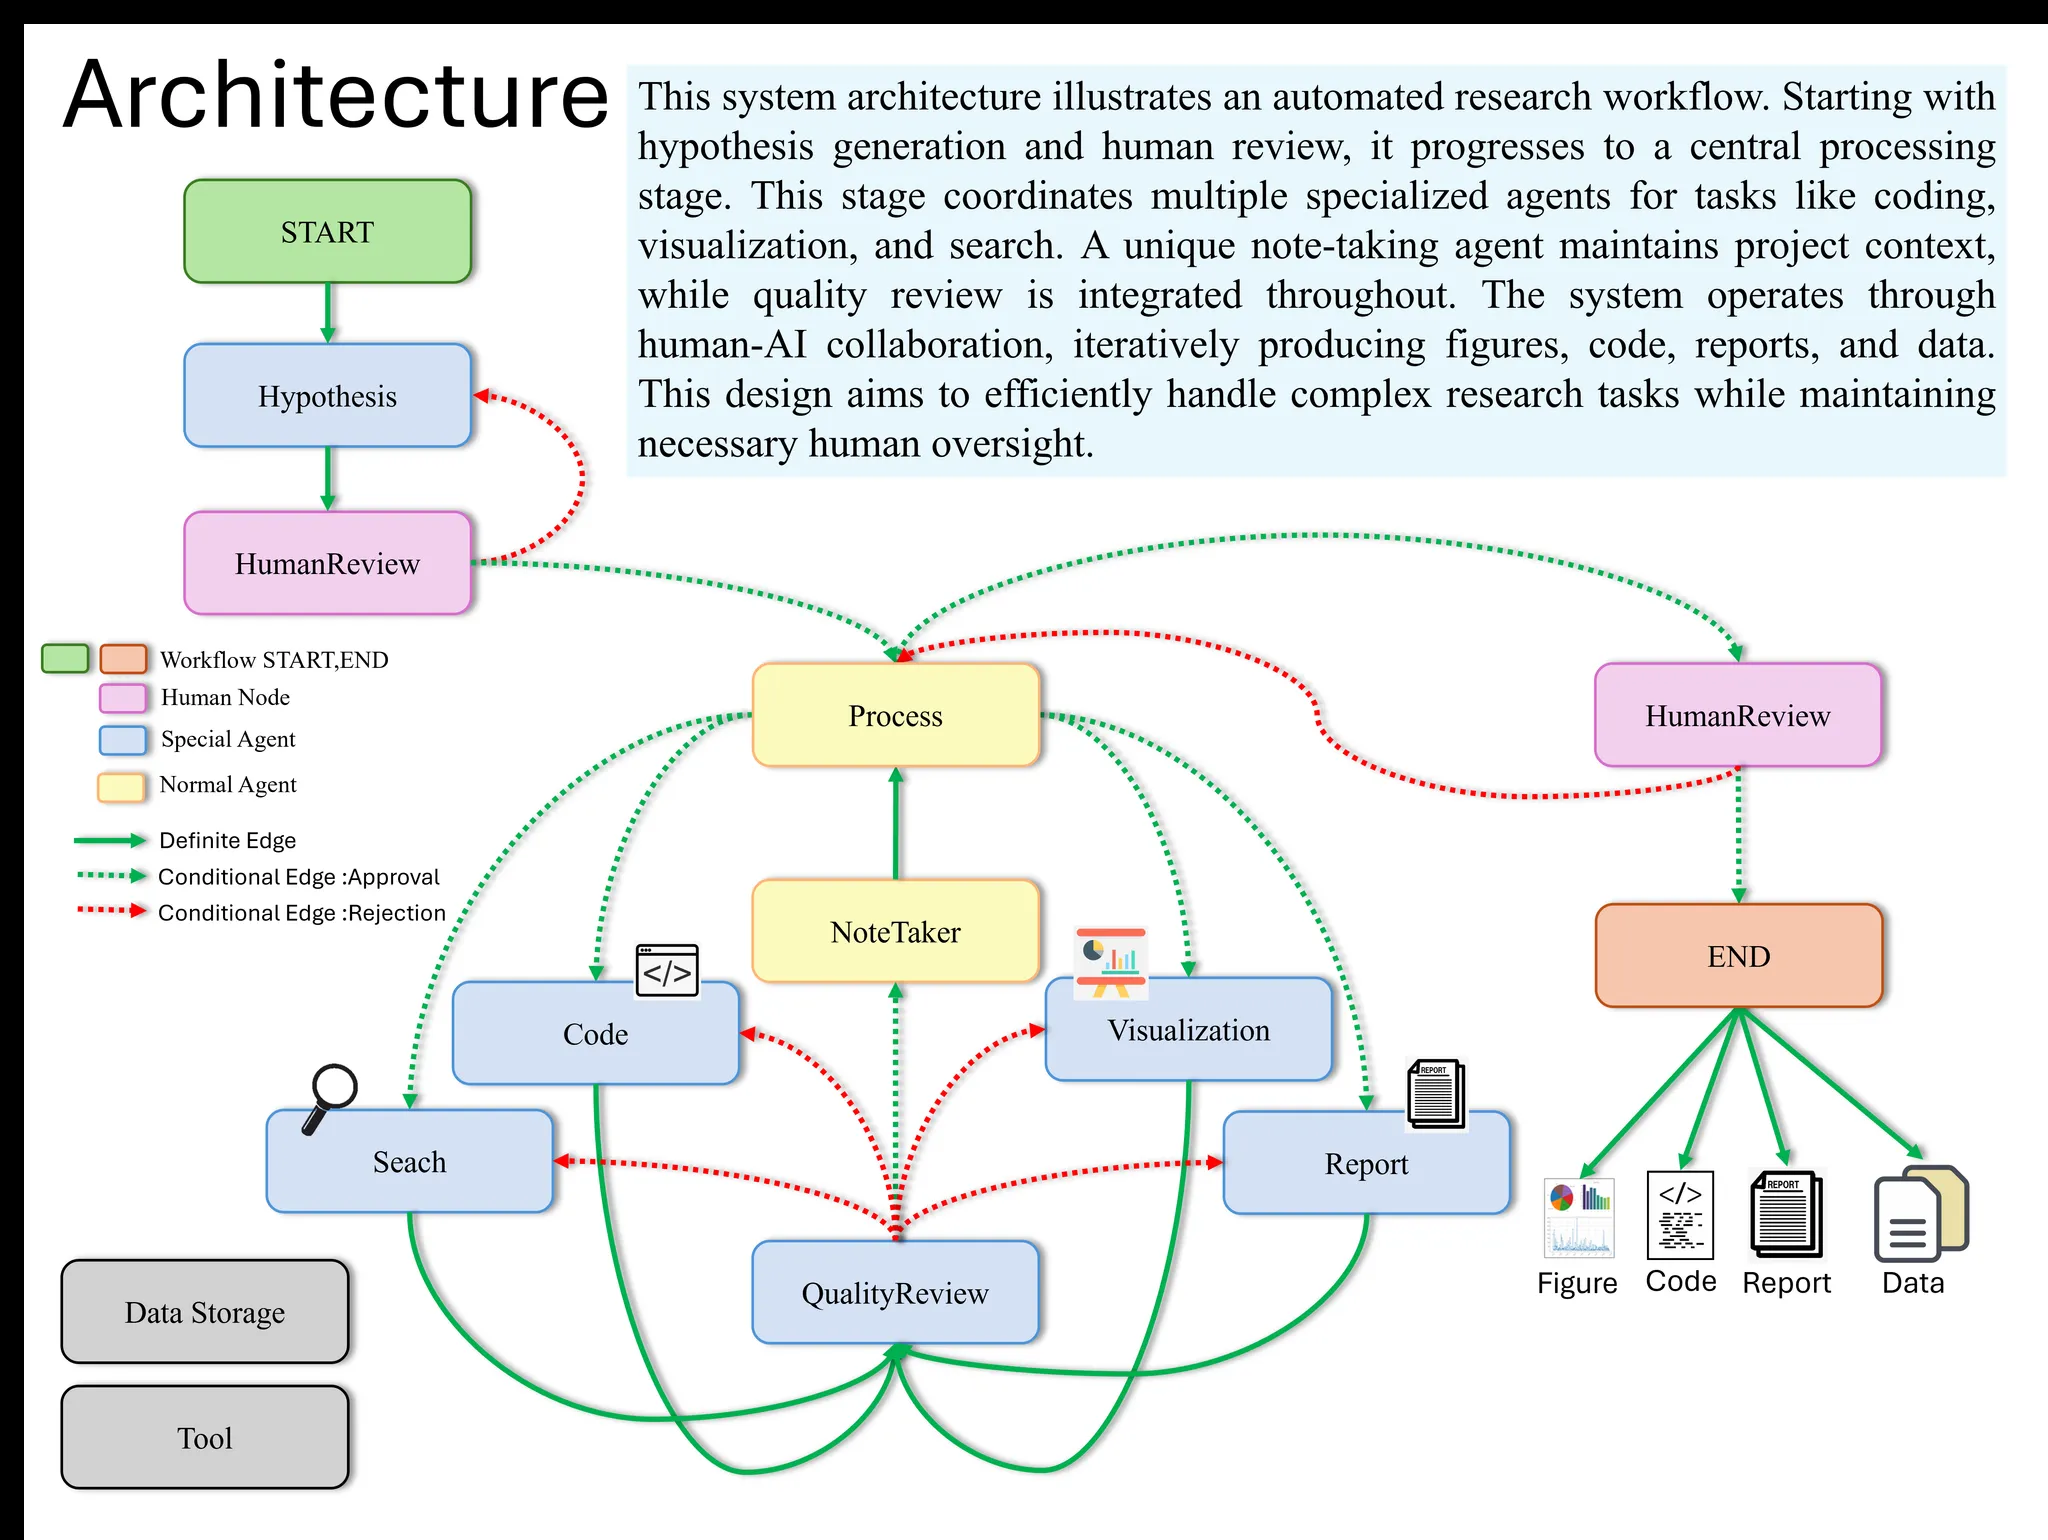 Architecture
This system architecture illustrates an automated research workflow. Starting with
hypothesis generation and human review, it progresses to a central processing
stage. This stage coordinates multiple specialized agents for tasks like coding,
visualization, and search. A unique note-taking agent maintains project context,
while quality review is integrated throughout. The system operates through
human-AI collaboration, iteratively producing figures, code, reports, and data.
This design aims to efficiently handle complex research tasks while maintaining
necessary human oversight.
START
Hypothesis
HumanReview
Workflow START,END
Human Node
Special Agent
Normal Agent
Definite Edge
Conditional Edge :Approval
Conditional Edge :Rejection
Process
HumanReview
NoteTaker
END
</>
Code
Visualization
Seach
REPORT
Report
QualityReview
</>
REPORT
Figure
Code
Report
Data
Data Storage
Tool